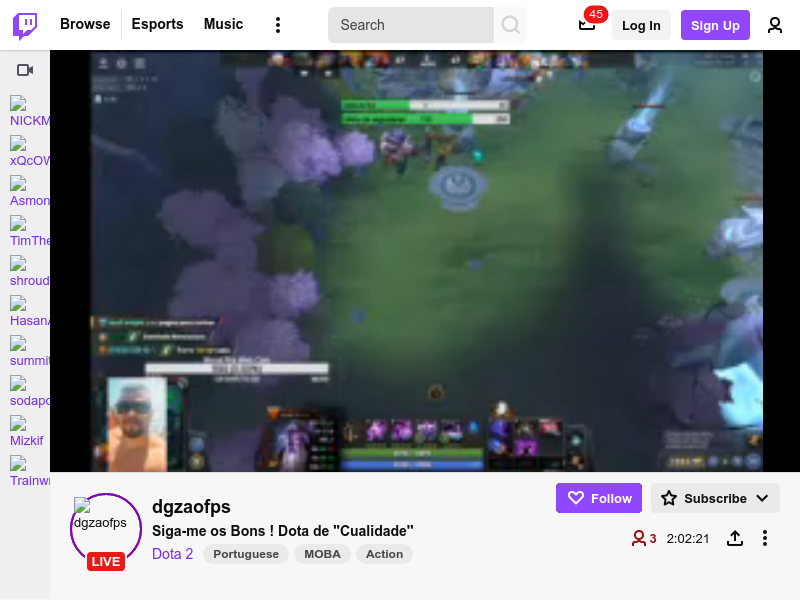 Browse
Esports
Music
Search
45
Log In
Sign Up
NICKM
xQcOW
Asmon
TimThe
shroud
HasanA
summit
sodapo
Mizkif
Trainw
dgzaofps
LIVE
dgzaofps
Siga-me os Bons ! Dota de "Cualidade"
Dota 2
Portuguese
MOBA
Action
Follow
Subscribe
3
2:02:21